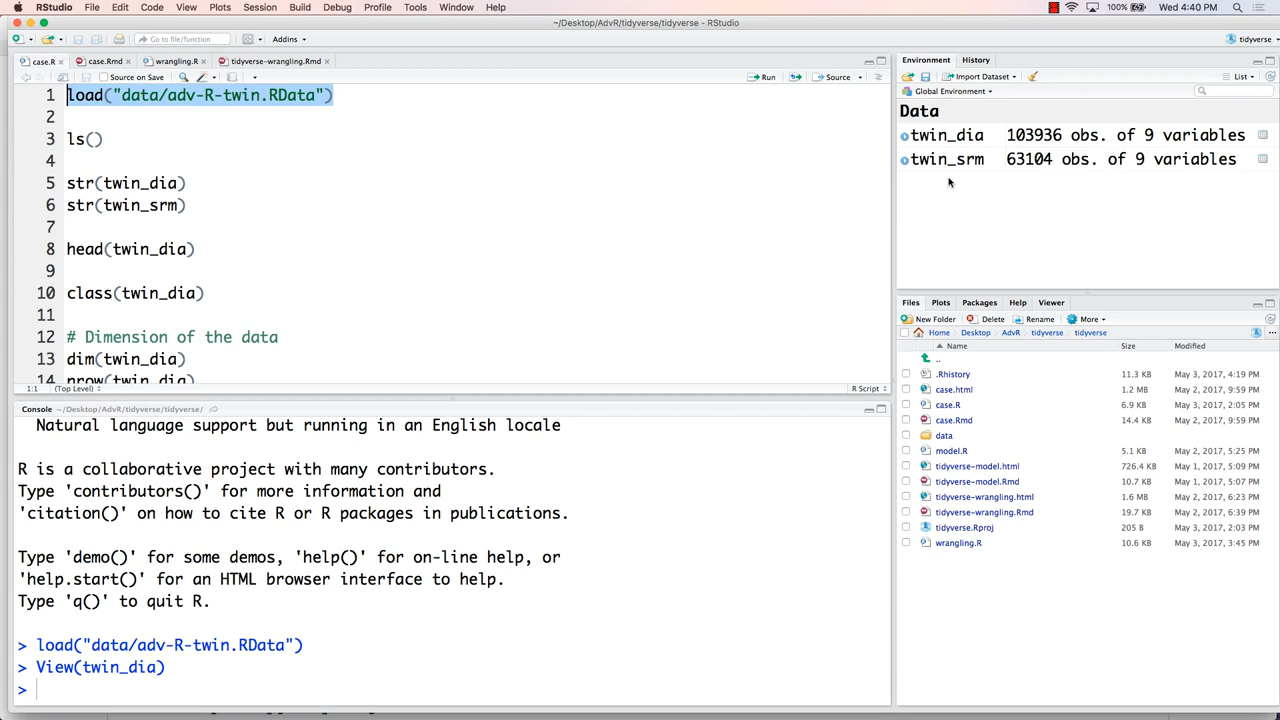 RStudio File Edit Code View Plots Session Build Debug Profile Tools Window Help 100% Wed 4:40 PM
~/Desktop/AdvR/tidyverse/tidyverse - RStudio
Go to file/function Addins tidyverse
case.R case.Rmd wrangling.R tidyverse-wrangling.Rmd
Source on Save Run Source
1 load("data/adv-R-twin.RData")
2
3 ls()
4
5 str(twin_dia)
6 str(twin_srm)
7
8 head(twin_dia)
9
10 class(twin_dia)
11
12 # Dimension of the data
13 dim(twin_dia)
14 nrow(twin_dia)
1:1 (Top Level) R Script
Console ~/Desktop/AdvR/tidyverse/tidyverse/
Natural language support but running in an English locale
R is a collaborative project with many contributors.
Type 'contributors()' for more information and
'citation()' on how to cite R or R packages in publications.
Type 'demo()' for some demos, 'help()' for on-line help, or
'help.start()' for an HTML browser interface to help.
Type 'q()' to quit R.
> load("data/adv-R-twin.RData")
> View(twin_dia)
>
Environment History
Import Dataset List
Global Environment
Data
twin_dia 103936 obs. of 9 variables
twin_srm 63104 obs. of 9 variables
Files Plots Packages Help Viewer
New Folder Delete Rename More
Home Desktop AdvR tidyverse tidyverse
Name Size Modified
..
.Rhistory 11.3 KB May 3, 2017, 4:19 PM
case.html 1.2 MB May 2, 2017, 9:59 PM
case.R 6.9 KB May 3, 2017, 2:05 PM
case.Rmd 14.4 KB May 2, 2017, 9:59 PM
data
model.R 5.1 KB May 2, 2017, 5:25 PM
tidyverse-model.html 726.4 KB May 1, 2017, 5:09 PM
tidyverse-model.Rmd 10.7 KB May 1, 2017, 5:07 PM
tidyverse-wrangling.html 1.6 MB May 2, 2017, 6:23 PM
tidyverse-wrangling.Rmd 19.7 KB May 2, 2017, 6:39 PM
tidyverse.Rproj 205 B May 3, 2017, 2:03 PM
wrangling.R 10.6 KB May 3, 2017, 3:45 PM